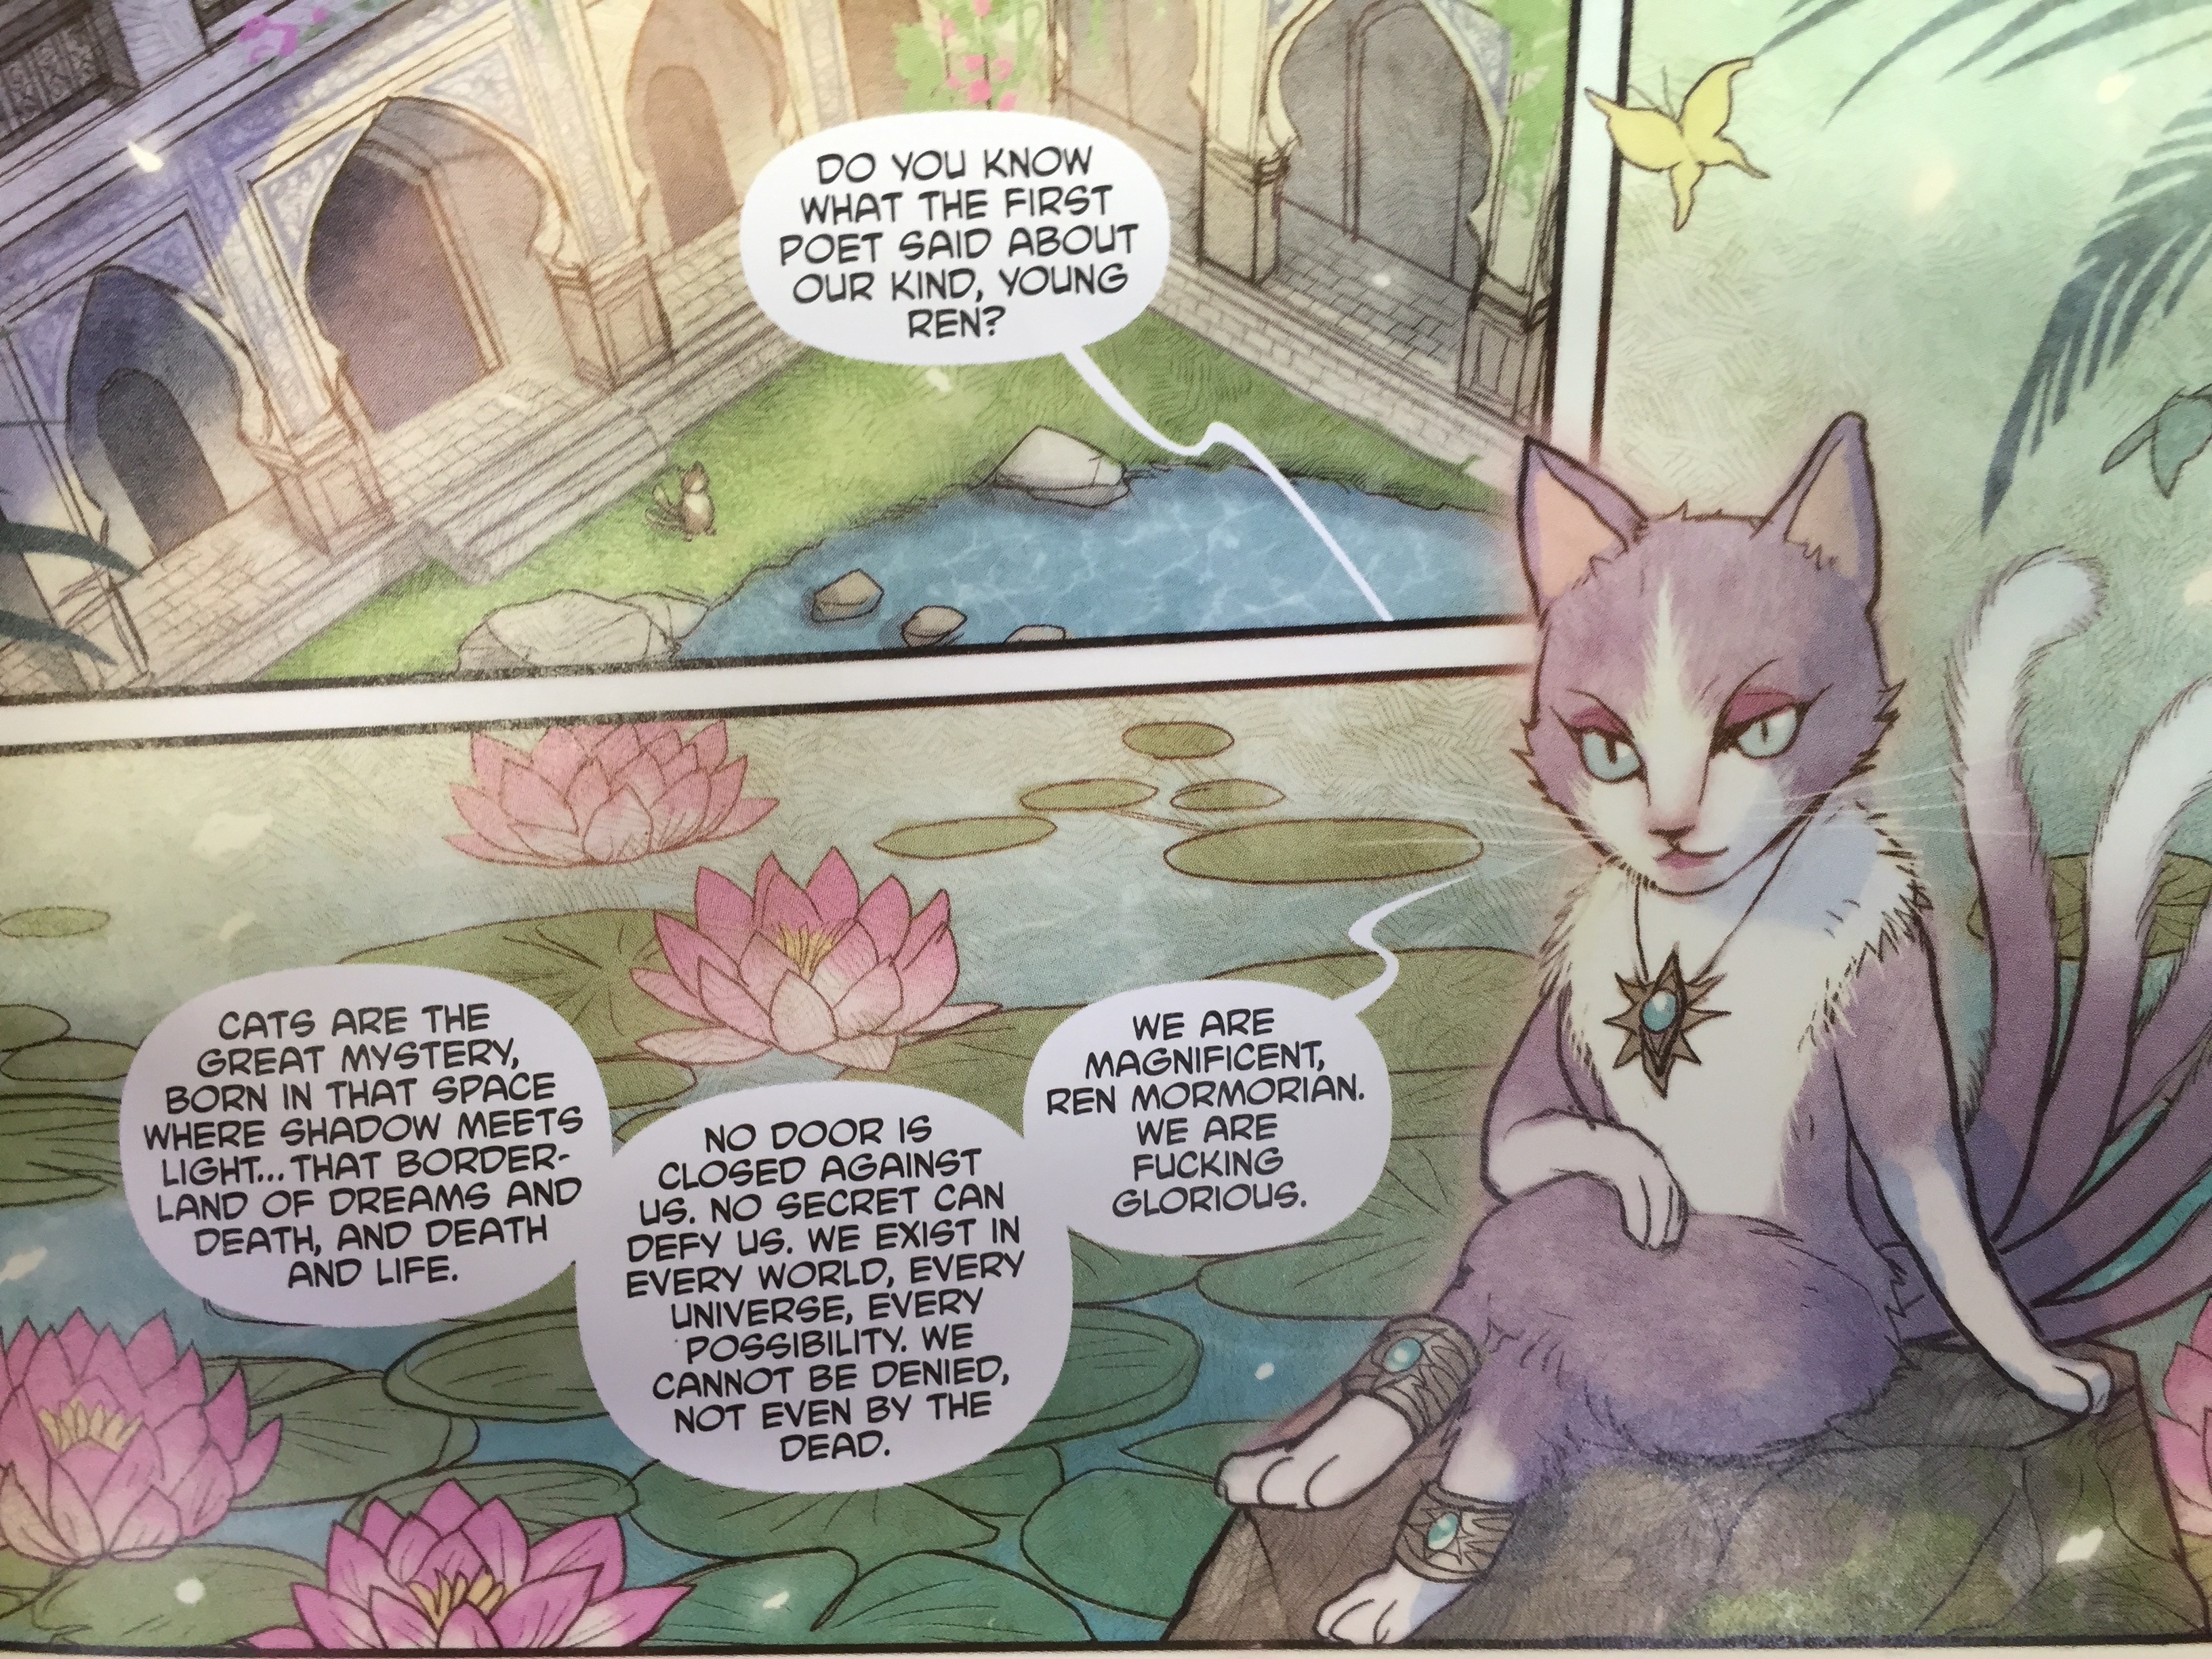 DO YOU KNOW
WHAT THE FIRST
POET SAID ABOUT
OUR KIND, YOUNG
REN?
CATS ARE THE
GREAT MYSTERY,
BORN IN THAT SPACE
WHERE SHADOW MEETS
LIGHT... THAT BORDER-
LAND OF DREAMS AND
DEATH, AND DEATH
AND LIFE.
NO DOOR IS
CLOSED AGAINST
US. NO SECRET CAN
DEFY US. WE EXIST IN
EVERY WORLD, EVERY
UNIVERSE, EVERY
POSSIBILITY. WE
CANNOT BE DENIED,
NOT EVEN BY THE
DEAD.
WE ARE
MAGNIFICENT,
REN MORMORIAN.
WE ARE
FUCKING
GLORIOUS.